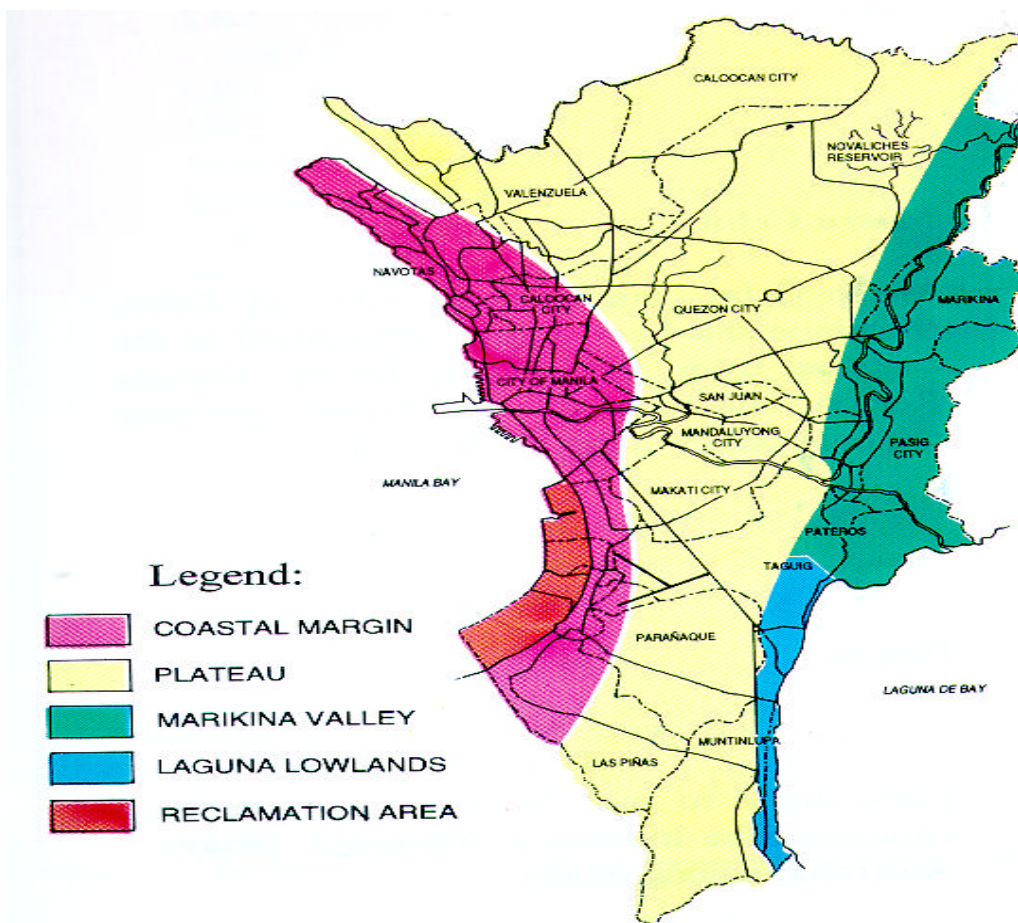 CALOOCAN CITY
NOVALICHES
RESERVOIR
VALENZUELA
NAVOTAS
CALOOCAN
CITY
QUEZON CITY
MARIKINA
CITY OF MANILA
SAN JUAN
MANDALUYONG
CITY
PASIG
CITY
MANILA BAY
MAKATI CITY
PATEROS
TAGUIG
PARAÑAQUE
LAGUNA DE BAY
MUNTINLUPA
LAS PIÑAS
Legend:
COASTAL MARGIN
PLATEAU
MARIKINA VALLEY
LAGUNA LOWLANDS
RECLAMATION AREA